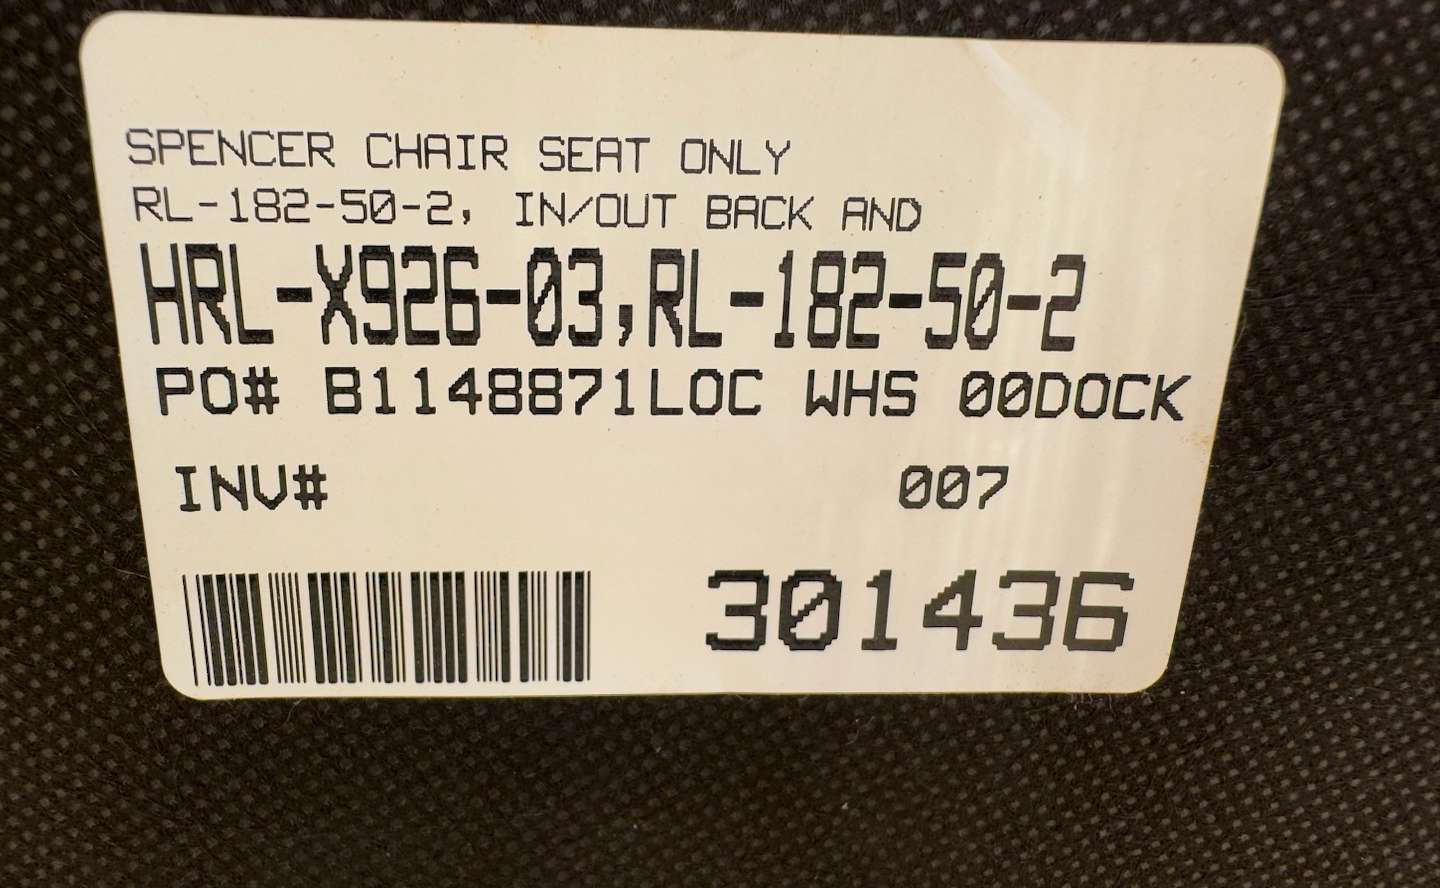 SPENCER CHAIR SEAT ONLY
RL-182-50-2, IN/OUT BACK AND
HRL-X926-03,RL-182-50-2
PO# B1148871LOC WHS 00DOCK
INV# 007
301436